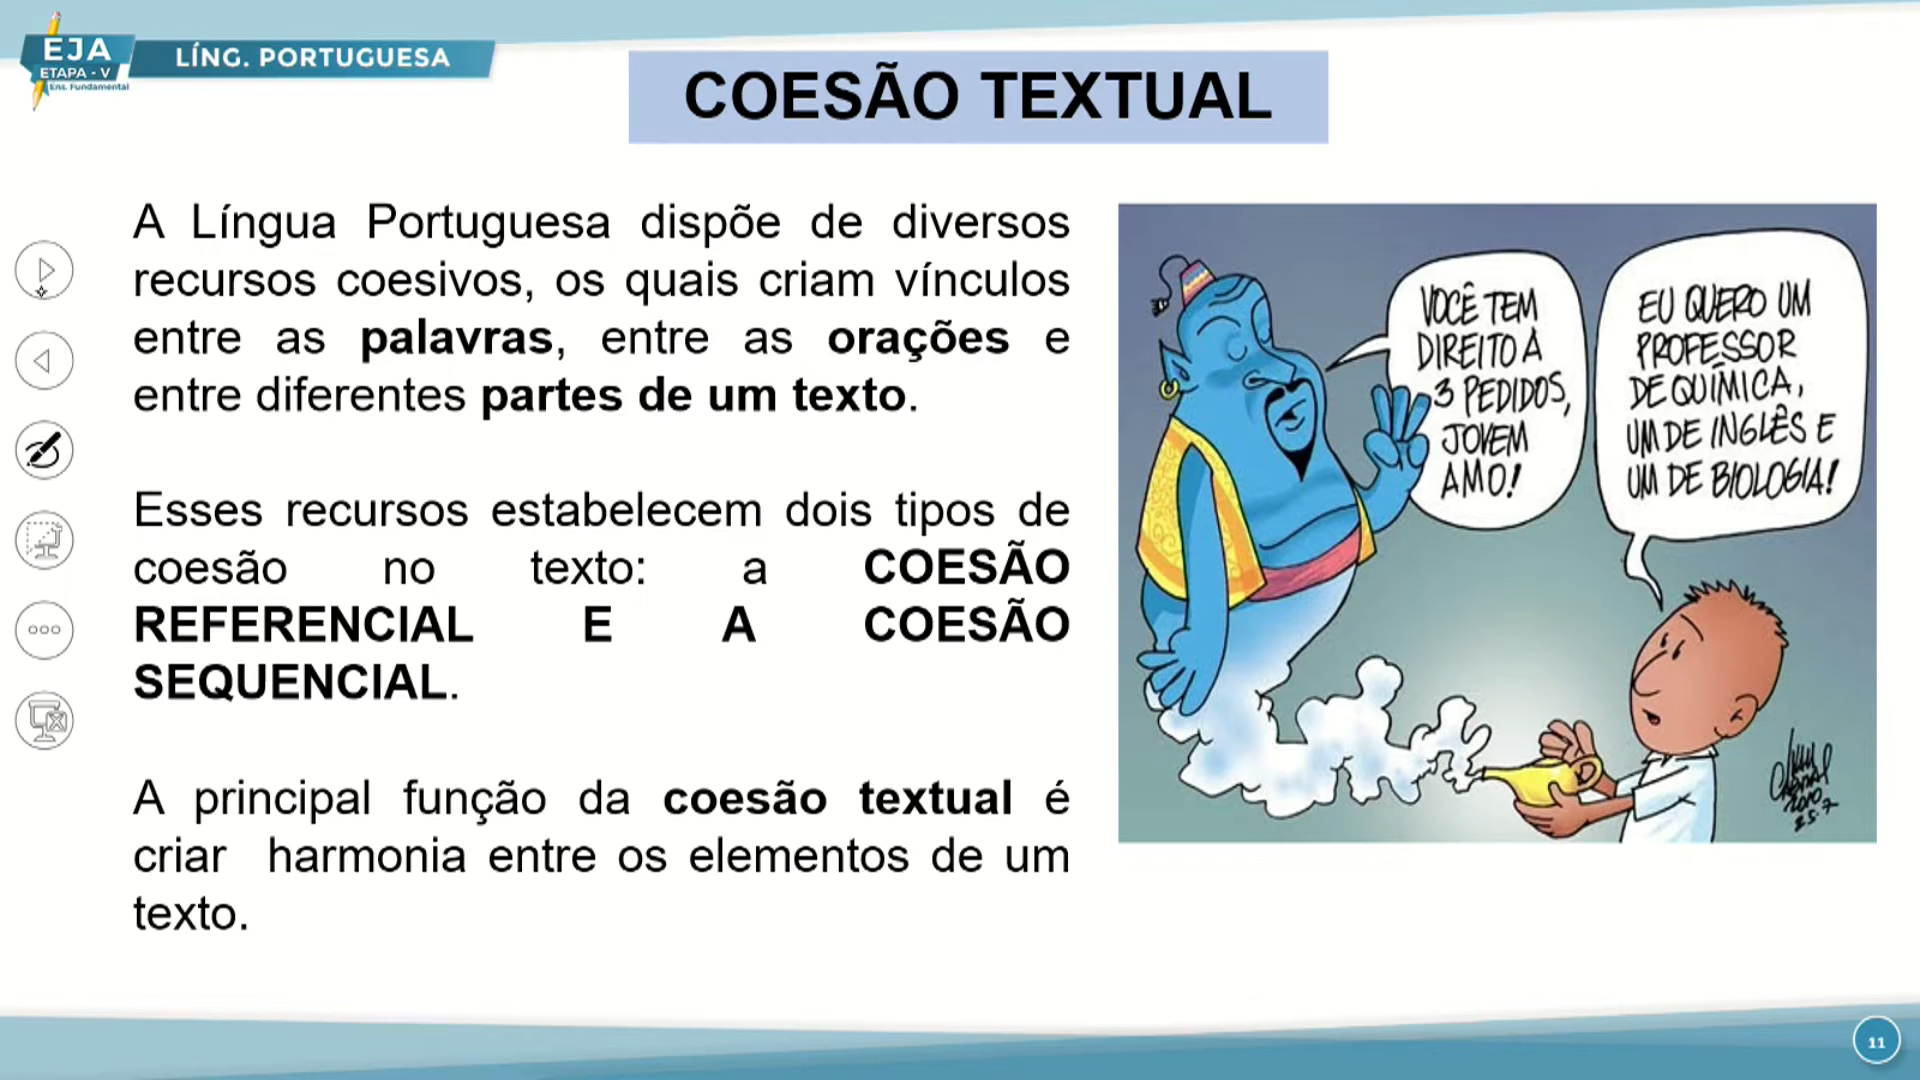 EJA
ETAPA - V
Ens. Fundamental
LÍNG. PORTUGUESA
COESÃO TEXTUAL
A Língua Portuguesa dispõe de diversos
recursos coesivos, os quais criam vínculos
entre as palavras, entre as orações e
entre diferentes partes de um texto.
Esses recursos estabelecem dois tipos de
coesão no texto: a COESÃO
REFERENCIAL E A COESÃO
SEQUENCIAL.
A principal função da coesão textual é
criar harmonia entre os elementos de um
texto.
VOCÊ TEM
DIREITO A
3 PEDIDOS,
JOVEM
AMO!
EU QUERO UM
PROFESSOR
DE QUÍMICA,
UM DE INGLÊS E
UM DE BIOLOGIA!
2010
11